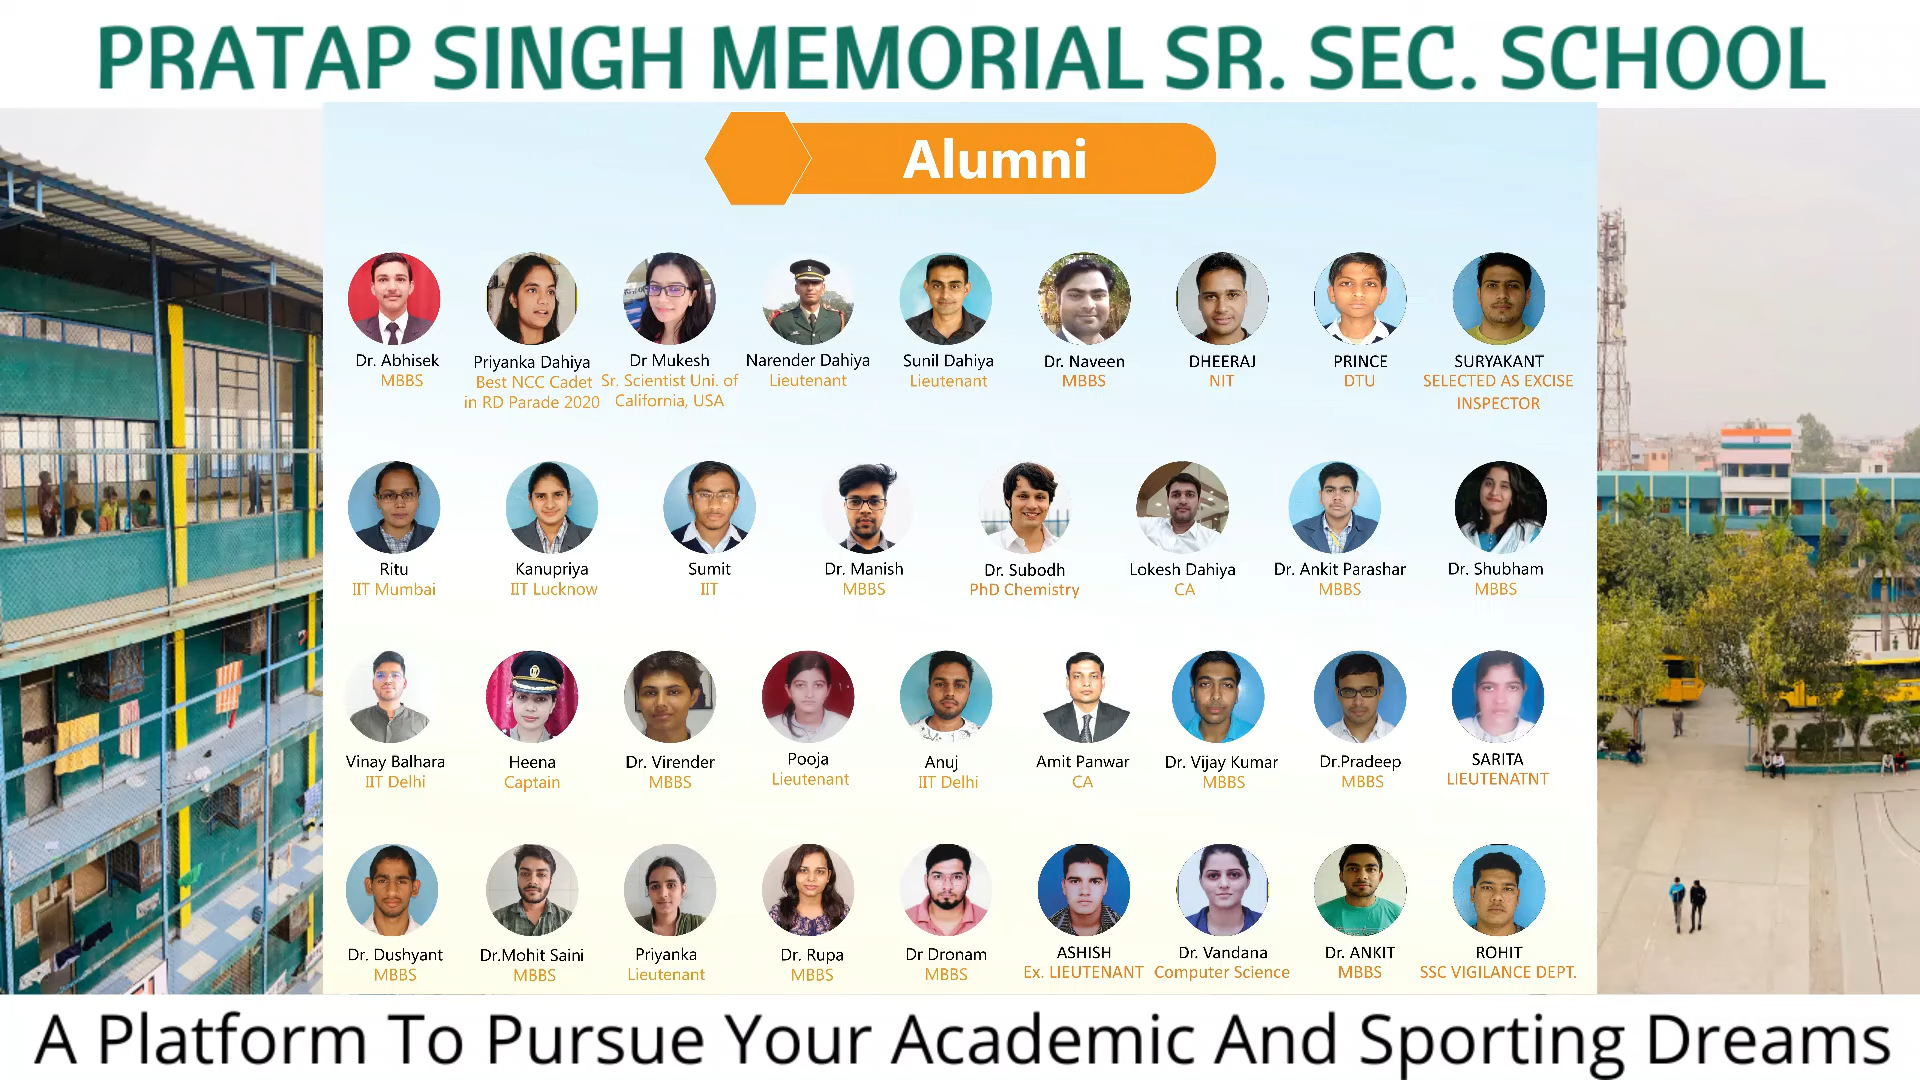 PRATAP SINGH MEMORIAL SR. SEC. SCHOOL
Alumni
Dr. Abhisek
MBBS
Priyanka Dahiya
Best NCC Cadet
in RD Parade 2020
Dr Mukesh
Sr. Scientist Uni. of
California, USA
Narender Dahiya
Lieutenant
Sunil Dahiya
Lieutenant
Dr. Naveen
MBBS
DHEERAJ
NIT
PRINCE
DTU
SURYAKANT
SELECTED AS EXCISE
INSPECTOR
Ritu
IIT Mumbai
Kanupriya
IIT Lucknow
Sumit
IIT
Dr. Manish
MBBS
Dr. Subodh
PhD Chemistry
Lokesh Dahiya
CA
Dr. Ankit Parashar
MBBS
Dr. Shubham
MBBS
Vinay Balhara
IIT Delhi
Heena
Captain
Dr. Virender
MBBS
Pooja
Lieutenant
Anuj
IIT Delhi
Amit Panwar
CA
Dr. Vijay Kumar
MBBS
Dr.Pradeep
MBBS
SARITA
LIEUTENATNT
Dr. Dushyant
MBBS
Dr.Mohit Saini
MBBS
Priyanka
Lieutenant
Dr. Rupa
MBBS
Dr Dronam
MBBS
ASHISH
Ex. LIEUTENANT
Dr. Vandana
Computer Science
Dr. ANKIT
MBBS
ROHIT
SSC VIGILANCE DEPT.
A Platform To Pursue Your Academic And Sporting Dreams